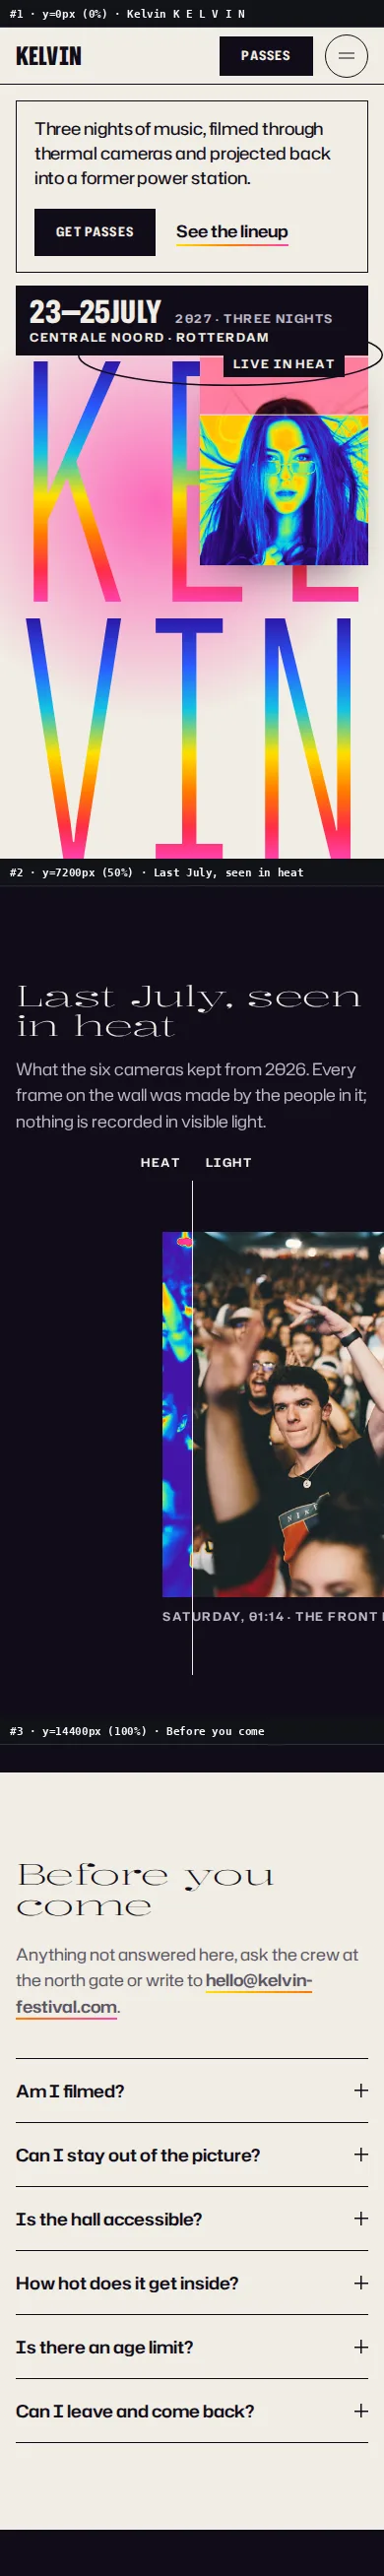 #1 · y=0px (0%) · Kelvin K E L V I N
KELVIN
PASSES
Three nights of music, filmed through
thermal cameras and projected back
into a former power station.
GET PASSES
See the lineup
23—25JULY 2027 · THREE NIGHTS
CENTRALE NOORD · ROTTERDAM
LIVE IN HEAT
KEL
VIN
#2 · y=7200px (50%) · Last July, seen in heat
Last July, seen
in heat
What the six cameras kept from 2026. Every
frame on the wall was made by the people in it;
nothing is recorded in visible light.
HEAT LIGHT
SATURDAY, 01:14 · THE FRONT
#3 · y=14400px (100%) · Before you come
Before you
come
Anything not answered here, ask the crew at
the north gate or write to hello@kelvin-
festival.com.
Am I filmed?
Can I stay out of the picture?
Is the hall accessible?
How hot does it get inside?
Is there an age limit?
Can I leave and come back?